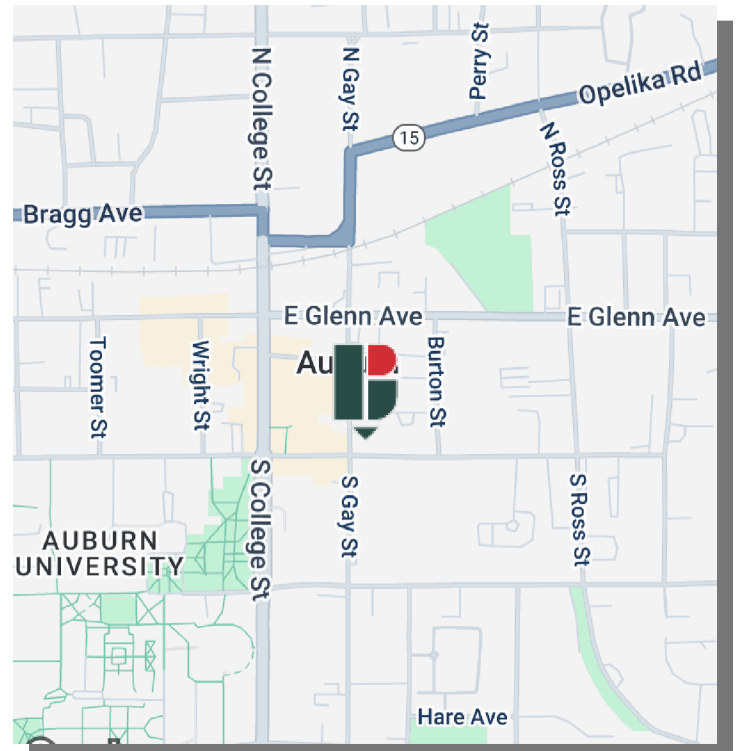 N College St
N Gay St
Perry St
Opelika Rd
15
N Ross St
Bragg Ave
E Glenn Ave
E Glenn Ave
Toomer St
Wright St
Au
Burton St
S College St
S Gay St
S Ross St
AUBURN
UNIVERSITY
Hare Ave